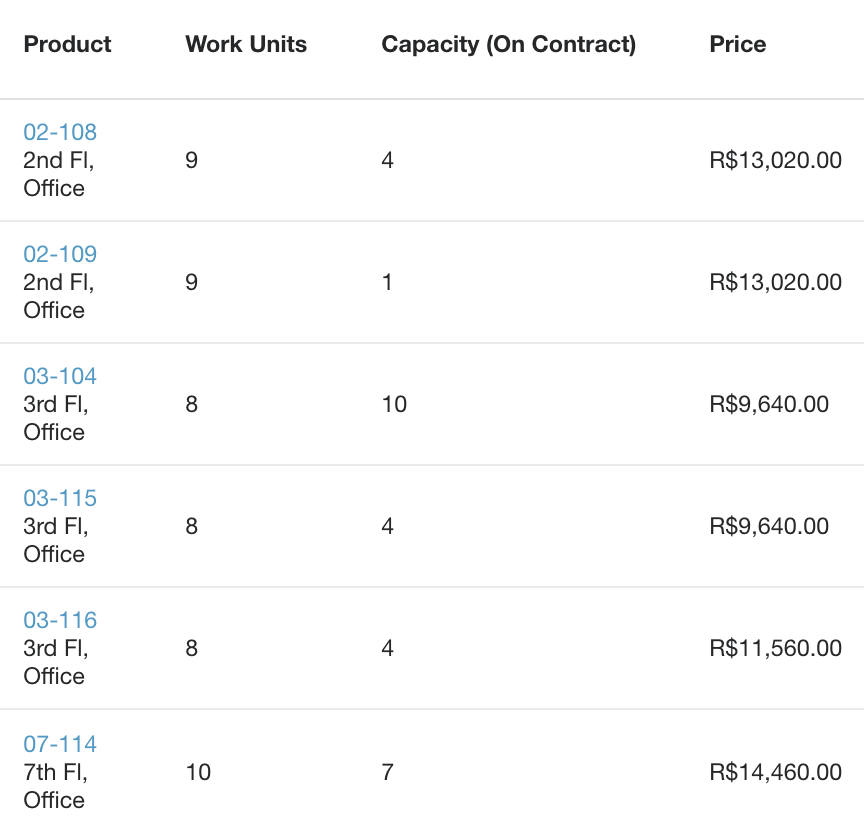 Product Work Units Capacity (On Contract) Price
02-108
2nd Fl, 9 4 R$13,020.00
Office
02-109
2nd Fl, 9 1 R$13,020.00
Office
03-104
3rd Fl, 8 10 R$9,640.00
Office
03-115
3rd Fl, 8 4 R$9,640.00
Office
03-116
3rd Fl, 8 4 R$11,560.00
Office
07-114
7th Fl, 10 7 R$14,460.00
Office